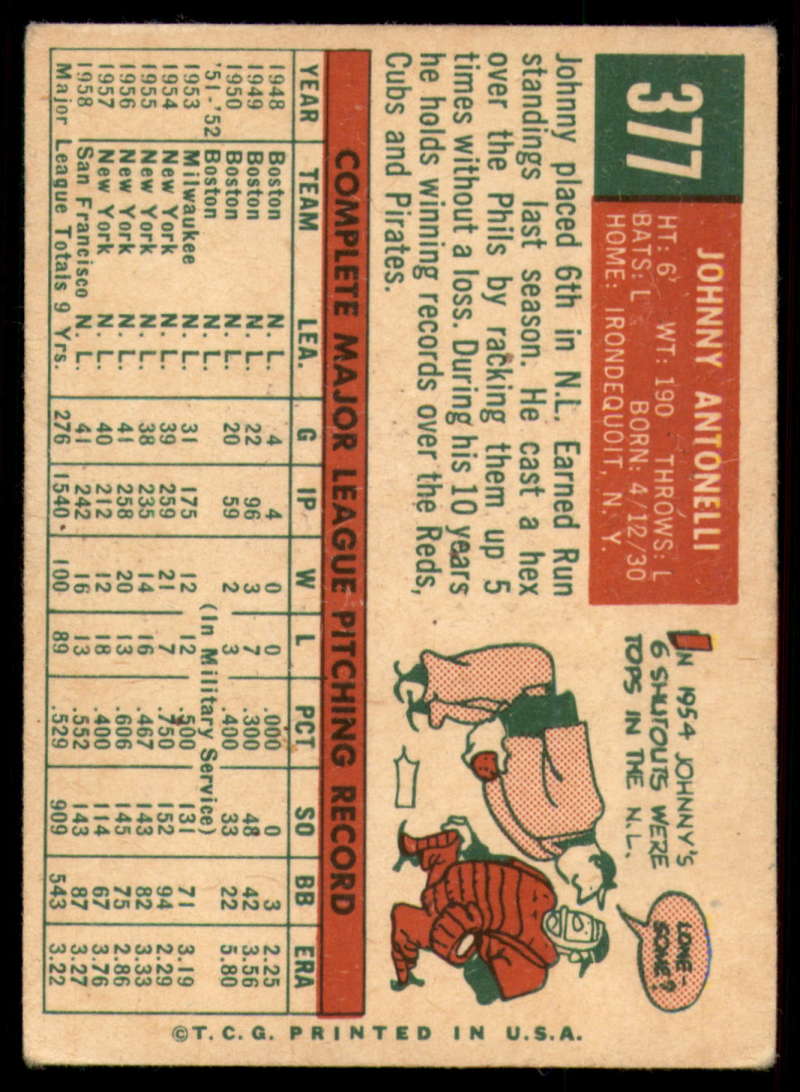 377
JOHNNY ANTONELLI
HT: 6' WT: 190 THROWS: L
BATS: L BORN: 4/12/30
HOME: IRONDEQUOIT, N. Y.
Johnny placed 6th in N.L. Earned Run
standings last season. He cast a hex
over the Phils by racking them up 5
times without a loss. During his 10 years
he holds winning records over the Reds,
Cubs and Pirates.
IN 1954 JOHNNY'S
6 SHUTOUTS WERE
TOPS IN THE N.L.
LONE-
SOME?
COMPLETE MAJOR LEAGUE PITCHING RECORD
YEAR TEAM LEA. G IP W L PCT SO BB ERA
1948 Boston N. L. 4 4 0 0 .000 0 3 2.25
1949 Boston N. L. 22 96 3 7 .300 48 42 3.56
1950 Boston N. L. 20 59 2 3 .400 33 22 5.80
'51-'52 Boston N. L. (In Military Service)
1953 Milwaukee N. L. 31 175 12 12 .500 131 71 3.19
1954 New York N. L. 39 259 21 7 .750 152 94 2.29
1955 New York N. L. 38 235 14 16 .467 143 82 3.33
1956 New York N. L. 41 258 20 13 .606 145 75 2.86
1957 New York N. L. 40 212 12 18 .400 114 67 3.76
1958 San Francisco N. L. 41 242 16 13 .552 143 87 3.27
Major League Totals 9 Yrs. 276 1540 100 89 .529 909 543 3.22
©T. C. G. PRINTED IN U.S.A.